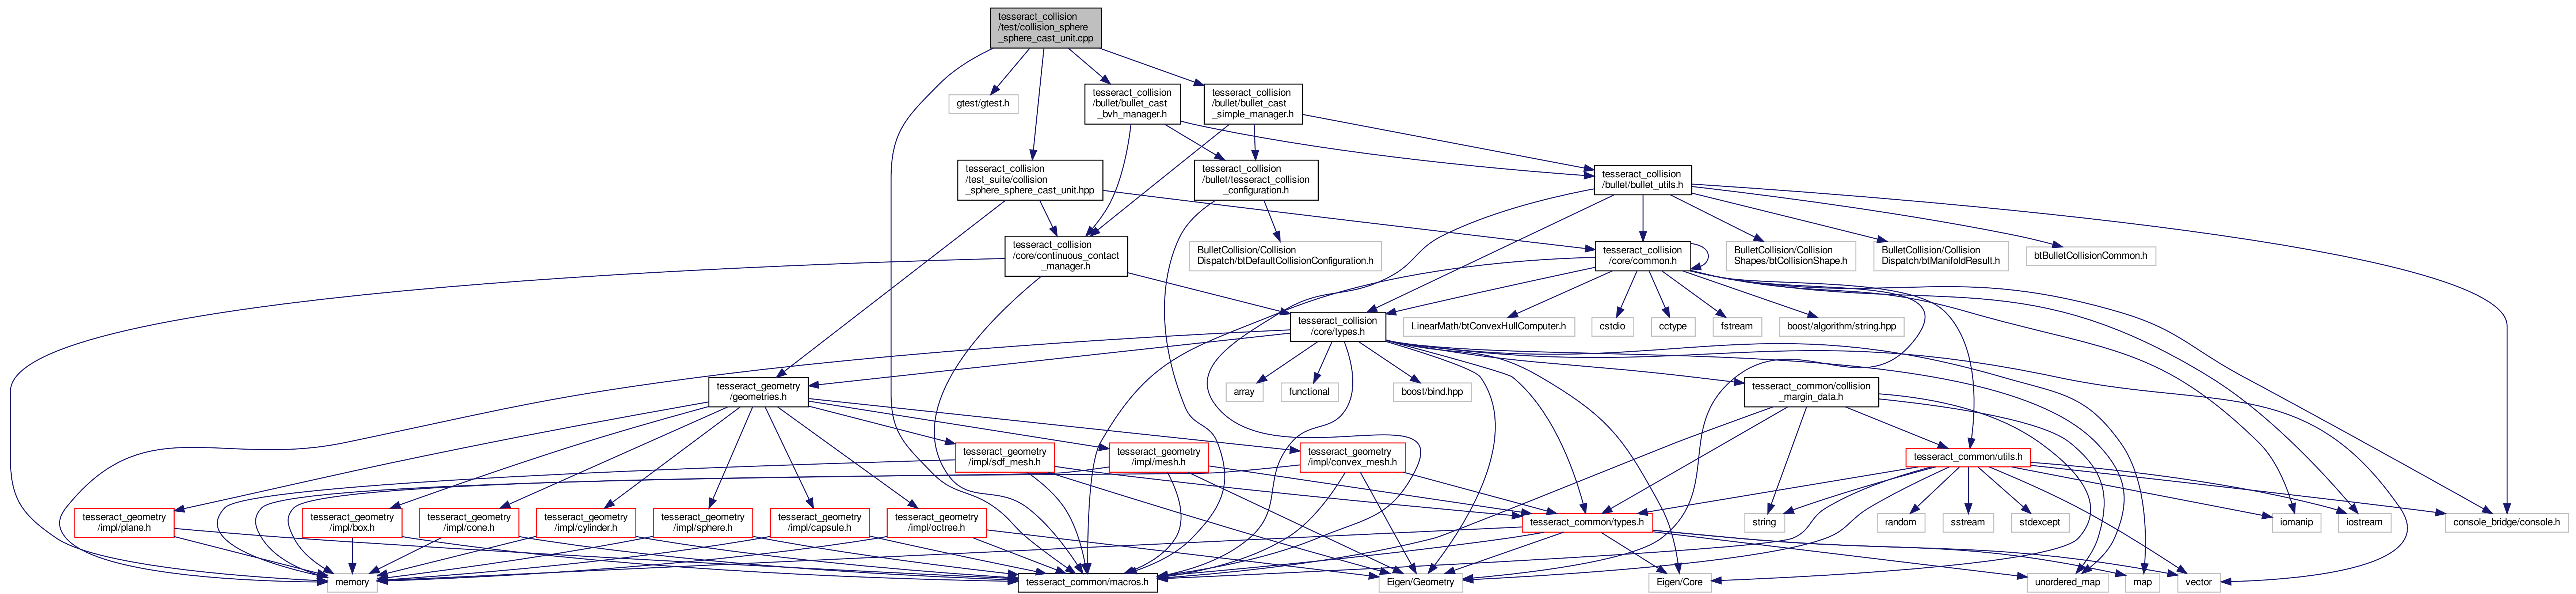 tesseract_collision
/test/collision_sphere
_sphere_cast_unit.cpp
gtest/gtest.h
tesseract_collision
/bullet/bullet_cast
_bvh_manager.h
tesseract_collision
/bullet/bullet_cast
_simple_manager.h
tesseract_collision
/test_suite/collision
_sphere_sphere_cast_unit.hpp
tesseract_collision
/bullet/tesseract_collision
_configuration.h
tesseract_collision
/bullet/bullet_utils.h
tesseract_collision
/core/continuous_contact
_manager.h
BulletCollision/Collision
Dispatch/btDefaultCollisionConfiguration.h
tesseract_collision
/core/common.h
BulletCollision/Collision
Shapes/btCollisionShape.h
BulletCollision/Collision
Dispatch/btManifoldResult.h
btBulletCollisionCommon.h
tesseract_collision
/core/types.h
LinearMath/btConvexHullComputer.h
cstdio
cctype
fstream
boost/algorithm/string.hpp
tesseract_geometry
/geometries.h
array
functional
boost/bind.hpp
tesseract_common/collision
_margin_data.h
tesseract_geometry
/impl/sdf_mesh.h
tesseract_geometry
/impl/mesh.h
tesseract_geometry
/impl/convex_mesh.h
tesseract_common/utils.h
tesseract_geometry
/impl/plane.h
tesseract_geometry
/impl/box.h
tesseract_geometry
/impl/cone.h
tesseract_geometry
/impl/cylinder.h
tesseract_geometry
/impl/sphere.h
tesseract_geometry
/impl/capsule.h
tesseract_geometry
/impl/octree.h
tesseract_common/types.h
string
random
sstream
stdexcept
iomanip
iostream
console_bridge/console.h
memory
tesseract_common/macros.h
Eigen/Geometry
Eigen/Core
unordered_map
map
vector